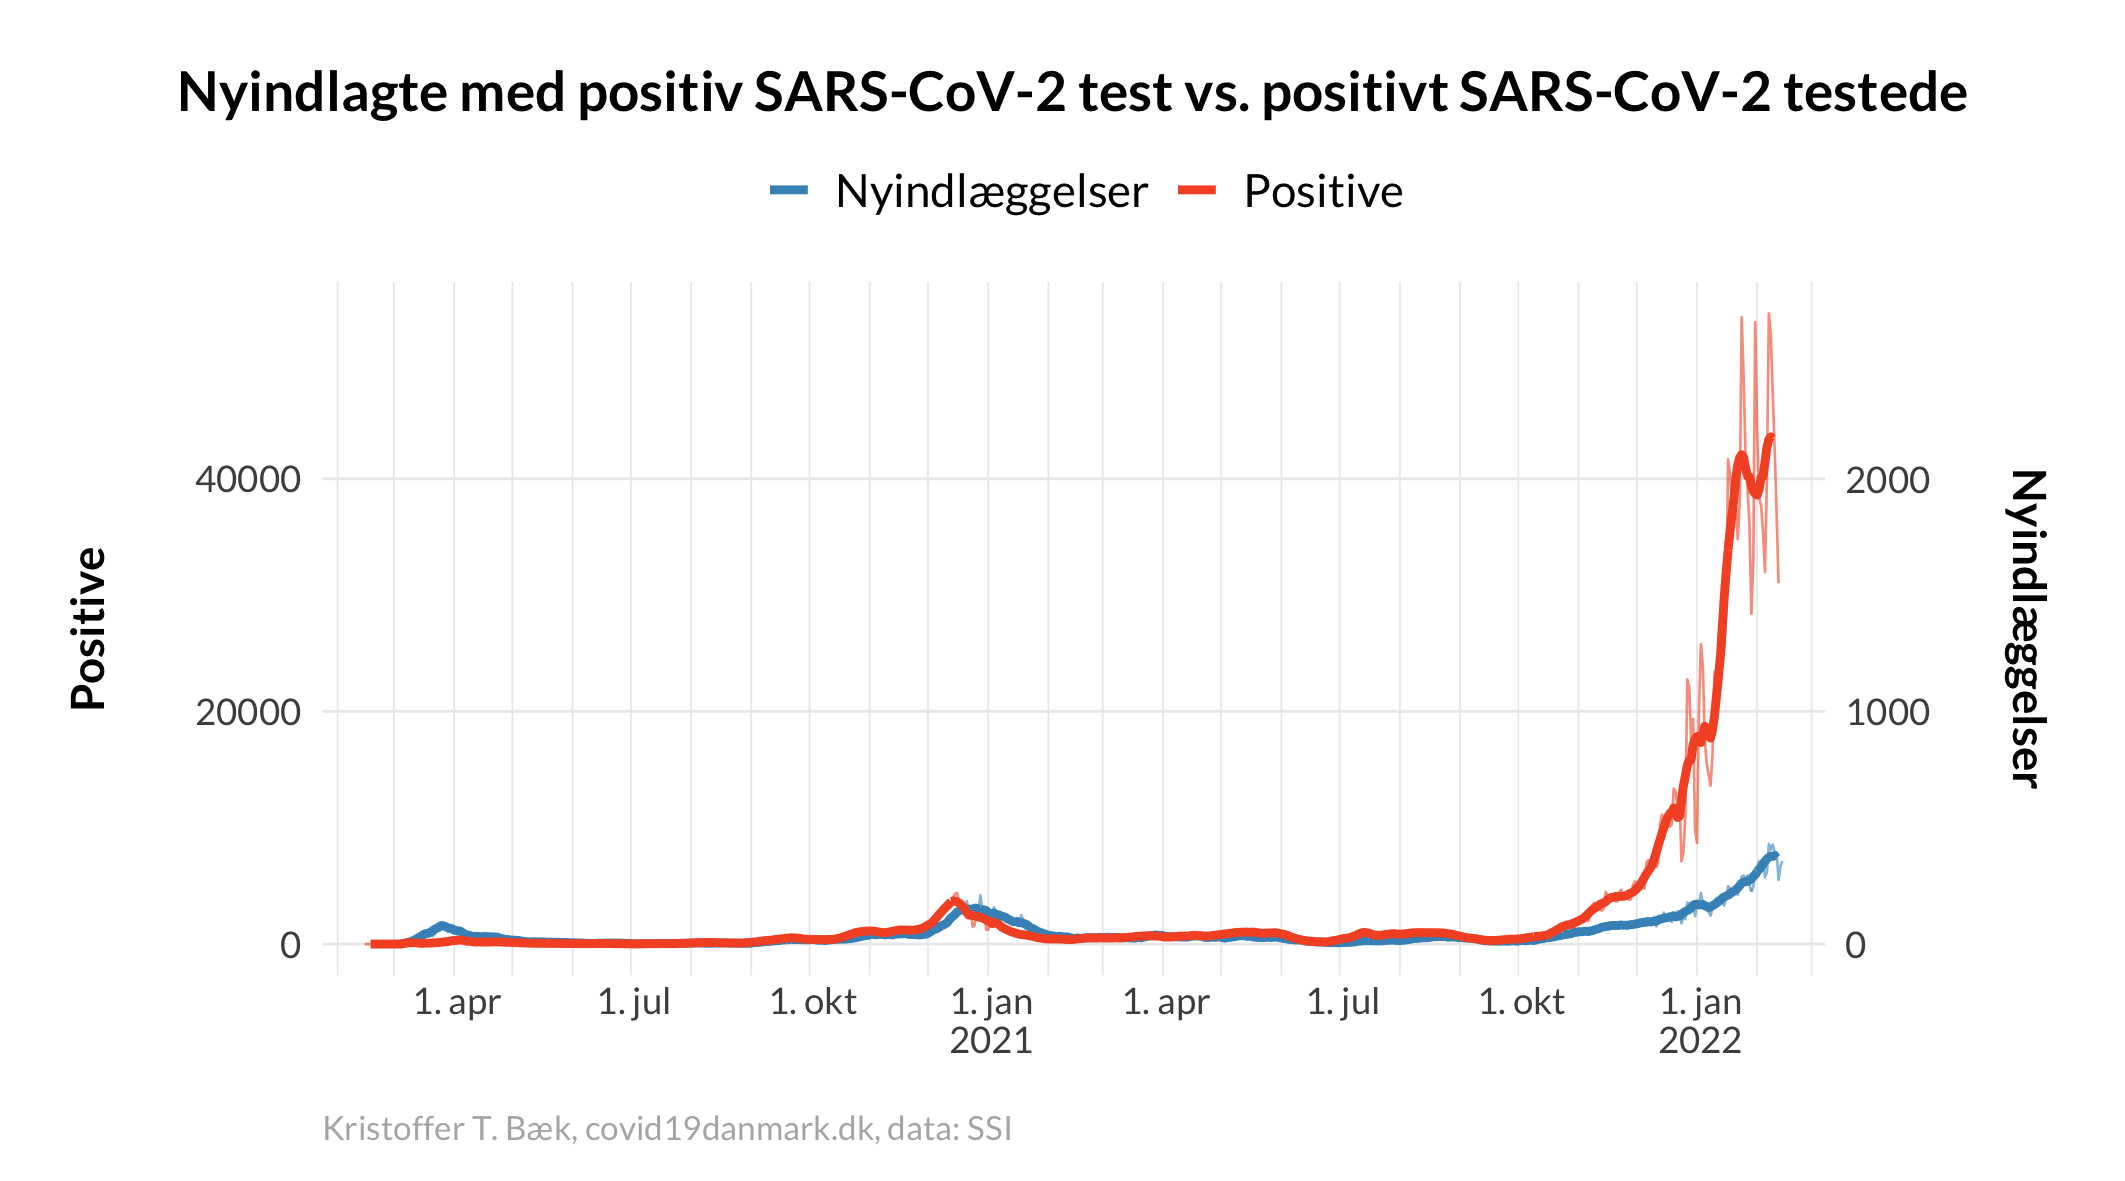 Nyindlagte med positiv SARS-CoV-2 test vs. positivt SARS-CoV-2 testede
Nyindlæggelser Positive
Positive
40000
20000
0
2000
1000
0
Nyindlæggelser
1. apr 1. jul 1. okt 1. jan 1. apr 1. jul 1. okt 1. jan
2021 2022
Kristoffer T. Bæk, covid19danmark.dk, data: SSI